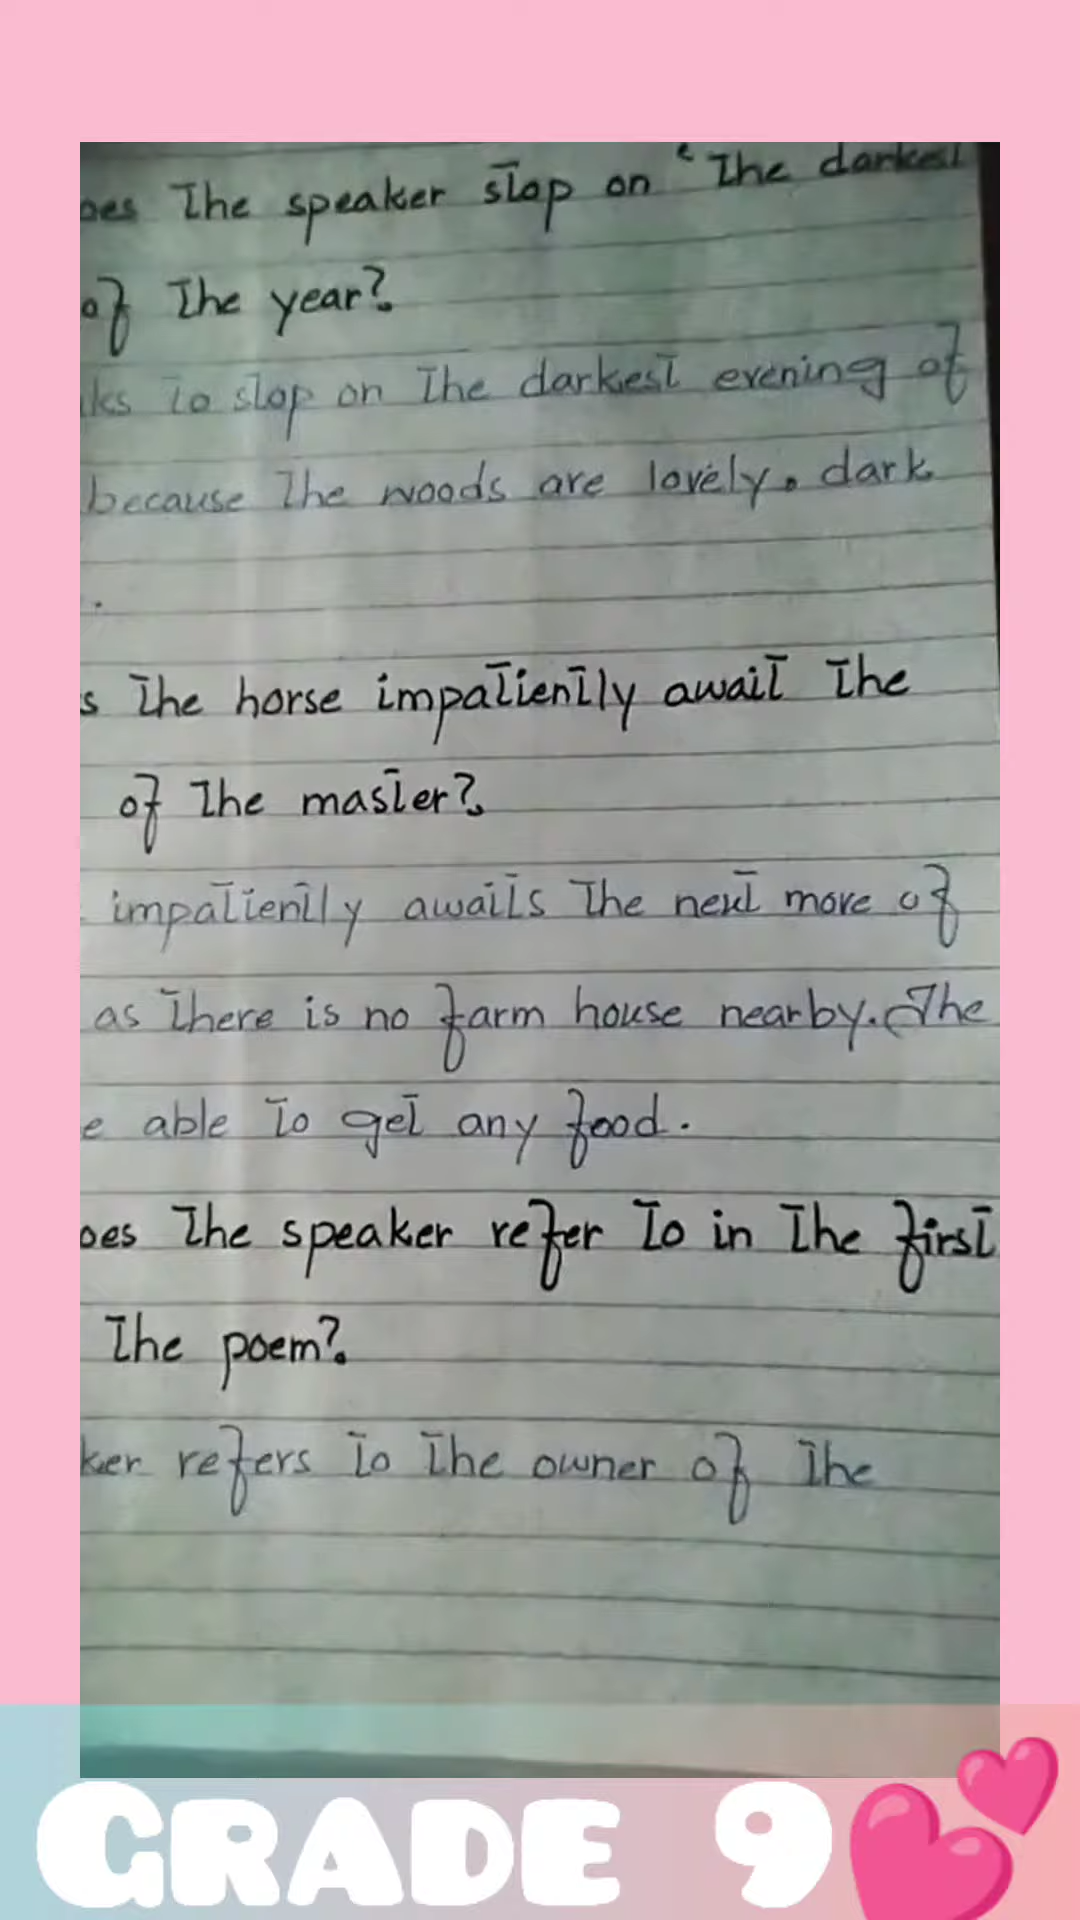 oes the speaker stop on "the darkest
of the year?
ks to stop on the darkest evening of
because the woods are lovely, dark
.
s the horse impatiently await the
of the master?
impatiently awaits the next move of
as there is no farm house nearby. The
e able to get any food.
oes the speaker refer to in the first
the poem?
ker refers to the owner of the
GRADE 9